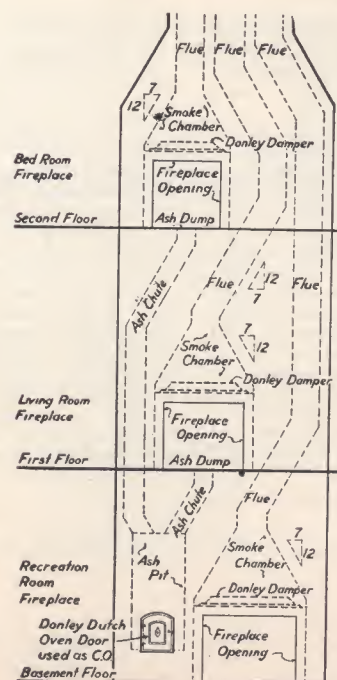 Flue Flue Flue
7
12
Smoke
Chamber
Donley Damper
Bed Room
Fireplace
Fireplace
Opening
Second Floor
Ash Dump
Ash Chute
Flue
Flue
12
7
7
12
Smoke
Chamber
Donley Damper
Living Room
Fireplace
Fireplace
Opening
First Floor
Ash Dump
Ash Chute
Flue
7
12
Smoke
Chamber
Ash
Pit
Recreation
Room
Fireplace
Donley Damper
Donley Dutch
Oven Door
used as C.O.
Fireplace
Opening
Basement Floor